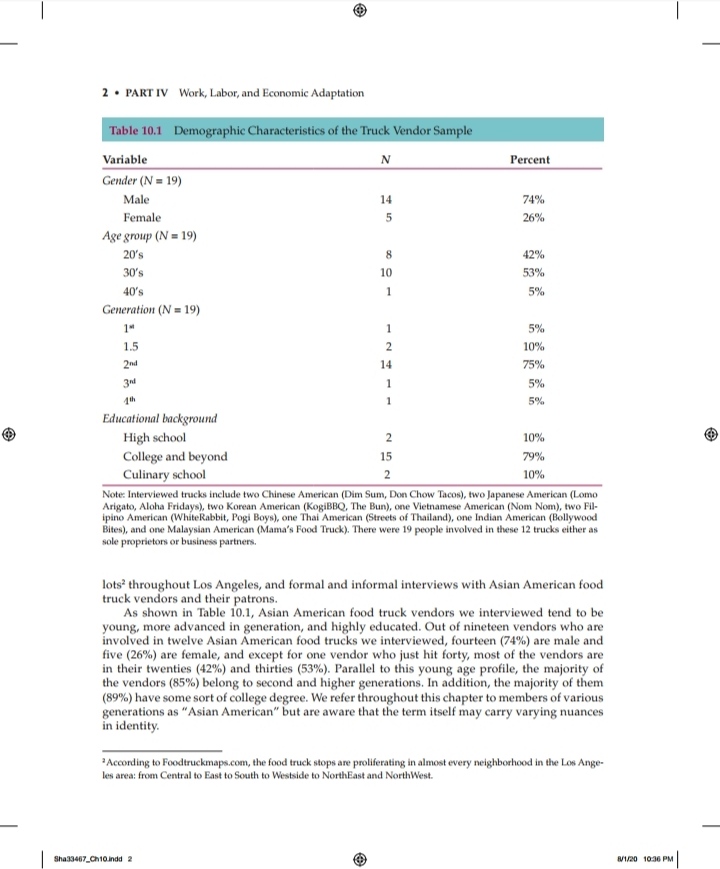 2 • PART IV Work, Labor, and Economic Adaptation
Table 10.1 Demographic Characteristics of the Truck Vendor Sample
Variable N Percent
Gender (N = 19)
Male 14 74%
Female 5 26%
Age group (N = 19)
20's 8 42%
30's 10 53%
40's 1 5%
Generation (N = 19)
1st 1 5%
1.5 2 10%
2nd 14 75%
3rd 1 5%
4th 1 5%
Educational background
High school 2 10%
College and beyond 15 79%
Culinary school 2 10%
Note: Interviewed trucks include two Chinese American (Dim Sum, Don Chow Tacos), two Japanese American (Lomo
Arigato, Aloha Fridays), two Korean American (KogiBBQ, The Bun), one Vietnamese American (Nom Nom), two Fil-
ipino American (WhiteRabbit, Pogi Boys), one Thai American (Streets of Thailand), one Indian American (Bollywood
Bites), and one Malaysian American (Mama's Food Truck). There were 19 people involved in these 12 trucks either as
sole proprietors or business partners.
lots² throughout Los Angeles, and formal and informal interviews with Asian American food
truck vendors and their patrons.
As shown in Table 10.1, Asian American food truck vendors we interviewed tend to be
young, more advanced in generation, and highly educated. Out of nineteen vendors who are
involved in twelve Asian American food trucks we interviewed, fourteen (74%) are male and
five (26%) are female, and except for one vendor who just hit forty, most of the vendors are
in their twenties (42%) and thirties (53%). Parallel to this young age profile, the majority of
the vendors (85%) belong to second and higher generations. In addition, the majority of them
(89%) have some sort of college degree. We refer throughout this chapter to members of various
generations as "Asian American" but are aware that the term itself may carry varying nuances
in identity.
²According to Foodtruckmaps.com, the food truck stops are proliferating in almost every neighborhood in the Los Ange-
les area: from Central to East to South to Westside to NorthEast and NorthWest.
Sha33467_Ch10.indd 2 8/1/20 10:36 PM